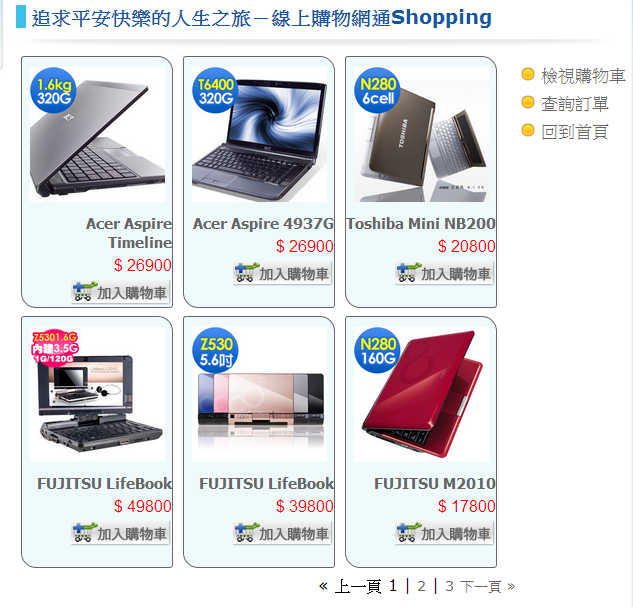 追求平安快樂的人生之旅－線上購物網通Shopping
檢視購物車
查詢訂單
回到首頁
1.6kg
320G
Acer Aspire
Timeline
$ 26900
加入購物車
T6400
320G
Acer Aspire 4937G
$ 26900
加入購物車
N280
6cell
TOSHIBA
Toshiba Mini NB200
$ 20800
加入購物車
Z5301.6G
內建3.5G
1G/120G
FUJITSU LifeBook
$ 49800
加入購物車
Z530
5.6吋
FUJITSU LifeBook
$ 39800
加入購物車
N280
160G
FUJITSU M2010
$ 17800
加入購物車
« 上一頁 1 | 2 | 3 下一頁 »